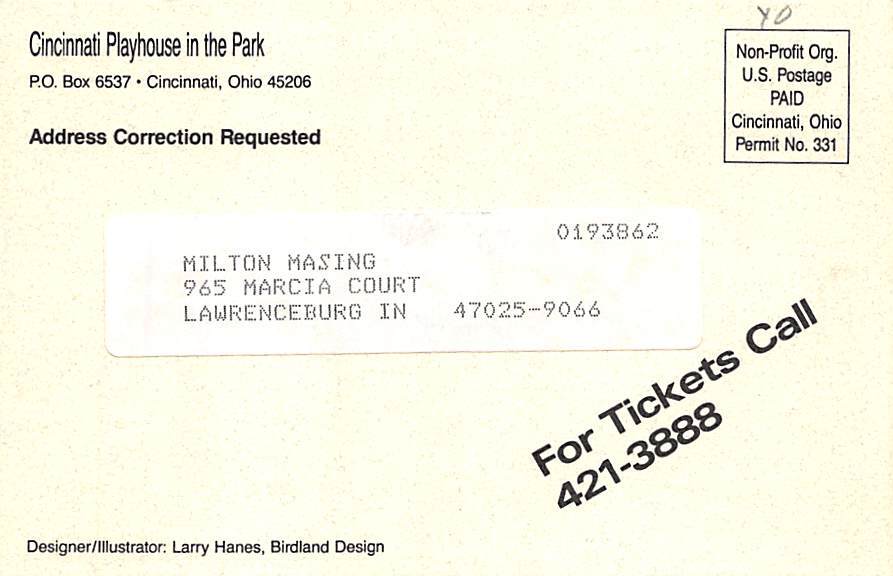 Cincinnati Playhouse in the Park
P.O. Box 6537 • Cincinnati, Ohio 45206
Address Correction Requested
YO
Non-Profit Org.
U.S. Postage
PAID
Cincinnati, Ohio
Permit No. 331
0193862
MILTON MASING
965 MARCIA COURT
LAWRENCEBURG IN 47025-9066
For Tickets Call
421-3888
Designer/Illustrator: Larry Hanes, Birdland Design